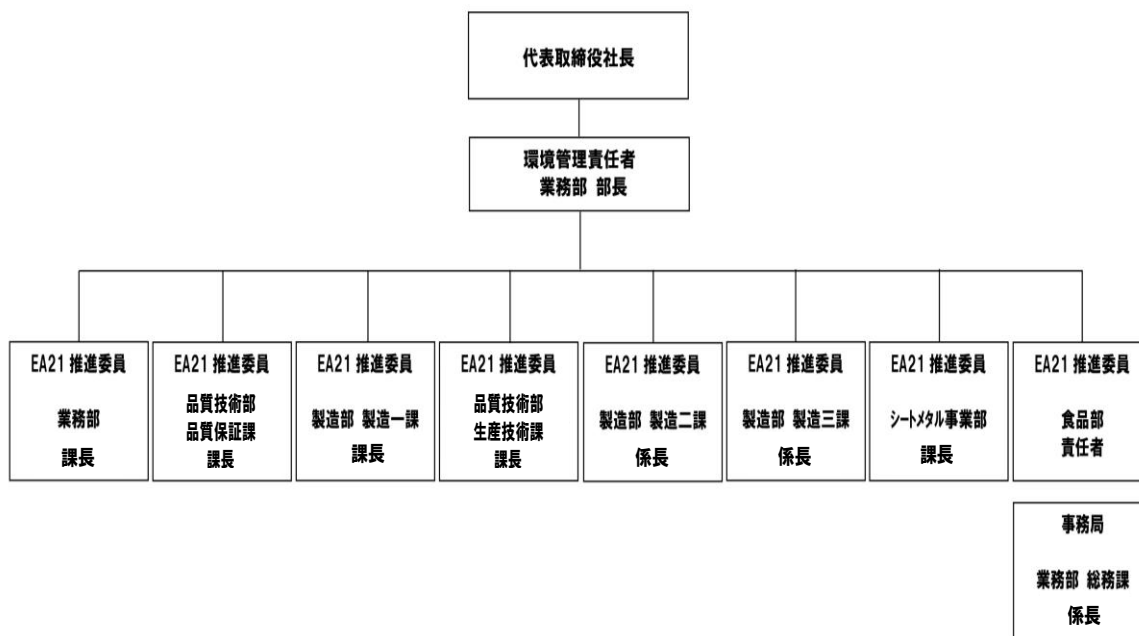 代表取締役社長
環境管理責任者
業務部 部長
EA21 推進委員
業務部
課長
EA21 推進委員
品質技術部
品質保証課
課長
EA21 推進委員
製造部 製造一課
課長
EA21 推進委員
品質技術部
生産技術課
課長
EA21 推進委員
製造部 製造二課
係長
EA21 推進委員
製造部 製造三課
係長
EA21 推進委員
シートメタル事業部
課長
EA21 推進委員
食品部
責任者
事務局
業務部 総務課
係長